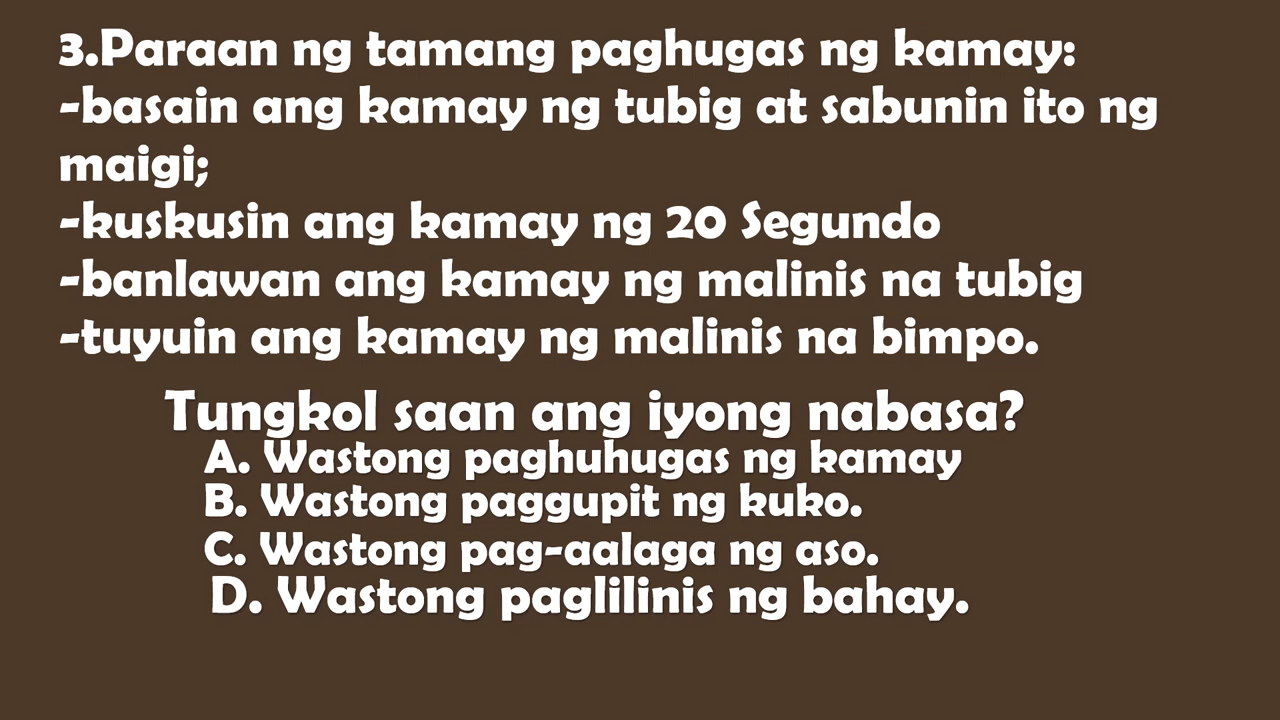 3.Paraan ng tamang paghugas ng kamay:
-basain ang kamay ng tubig at sabunin ito ng
maigi;
-kuskusin ang kamay ng 20 Segundo
-banlawan ang kamay ng malinis na tubig
-tuyuin ang kamay ng malinis na bimpo.
Tungkol saan ang iyong nabasa?
A. Wastong paghuhugas ng kamay
B. Wastong paggupit ng kuko.
C. Wastong pag-aalaga ng aso.
D. Wastong paglilinis ng bahay.